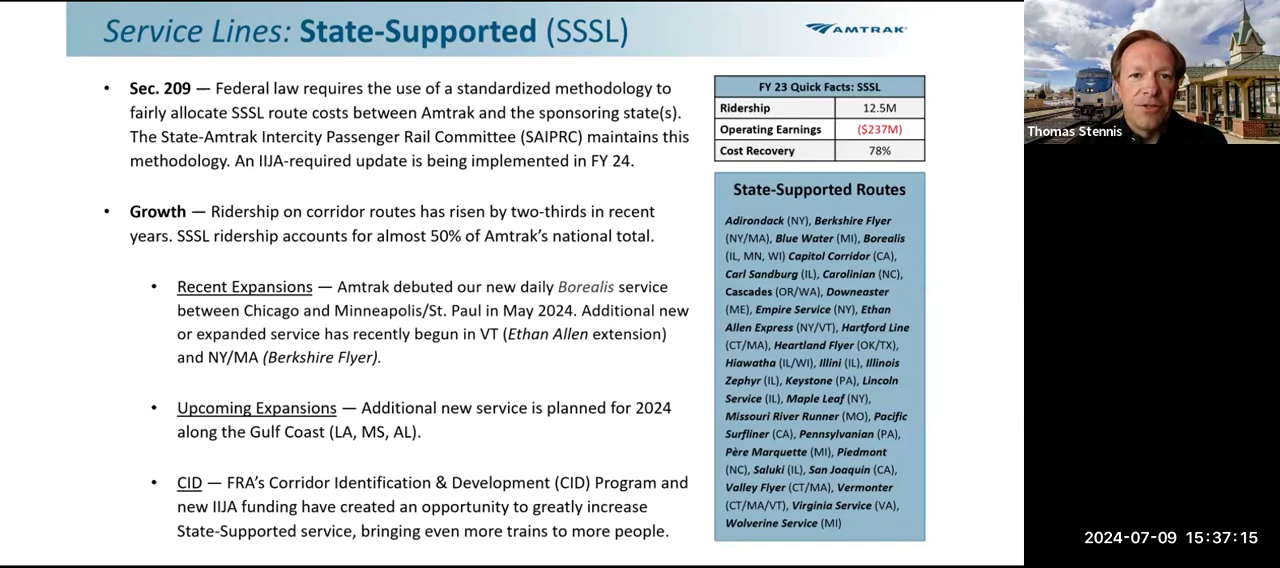 Service Lines: State-Supported (SSSL)
AMTRAK
• Sec. 209 — Federal law requires the use of a standardized methodology to
fairly allocate SSSL route costs between Amtrak and the sponsoring state(s).
The State-Amtrak Intercity Passenger Rail Committee (SAIPRC) maintains this
methodology. An IIJA-required update is being implemented in FY 24.
• Growth — Ridership on corridor routes has risen by two-thirds in recent
years. SSSL ridership accounts for almost 50% of Amtrak's national total.
• Recent Expansions — Amtrak debuted our new daily Borealis service
between Chicago and Minneapolis/St. Paul in May 2024. Additional new
or expanded service has recently begun in VT (Ethan Allen extension)
and NY/MA (Berkshire Flyer).
• Upcoming Expansions — Additional new service is planned for 2024
along the Gulf Coast (LA, MS, AL).
• CID — FRA's Corridor Identification & Development (CID) Program and
new IIJA funding have created an opportunity to greatly increase
State-Supported service, bringing even more trains to more people.
FY 23 Quick Facts: SSSL
Ridership 12.5M
Operating Earnings ($237M)
Cost Recovery 78%
State-Supported Routes
Adirondack (NY), Berkshire Flyer
(NY/MA), Blue Water (MI), Borealis
(IL, MN, WI) Capitol Corridor (CA),
Carl Sandburg (IL), Carolinian (NC),
Cascades (OR/WA), Downeaster
(ME), Empire Service (NY), Ethan
Allen Express (NY/VT), Hartford Line
(CT/MA), Heartland Flyer (OK/TX),
Hiawatha (IL/WI), Illini (IL), Illinois
Zephyr (IL), Keystone (PA), Lincoln
Service (IL), Maple Leaf (NY),
Missouri River Runner (MO), Pacific
Surfliner (CA), Pennsylvanian (PA),
Père Marquette (MI), Piedmont
(NC), Saluki (IL), San Joaquin (CA),
Valley Flyer (CT/MA), Vermonter
(CT/MA/VT), Virginia Service (VA),
Wolverine Service (MI)
Thomas Stennis
2024-07-09 15:37:15